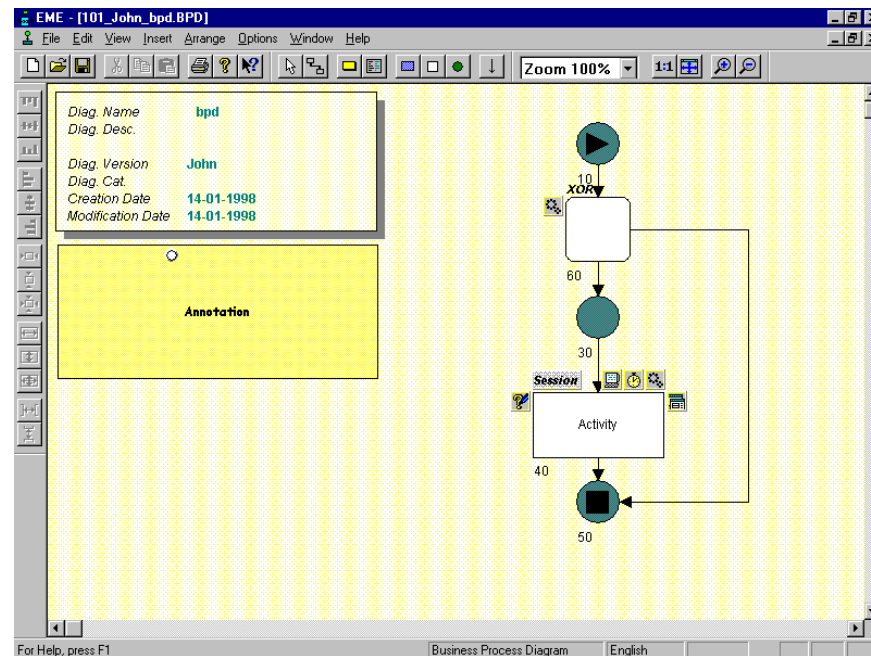 EME - [101_John_bpd.BPD]
File Edit View Insert Arrange Options Window Help
Zoom 100% 1:1
Diag. Name bpd
Diag. Desc.
Diag. Version John
Diag. Cat.
Creation Date 14-01-1998
Modification Date 14-01-1998
Annotation
10
XOR
60
30
Session
Activity
40
50
For Help, press F1 Business Process Diagram English